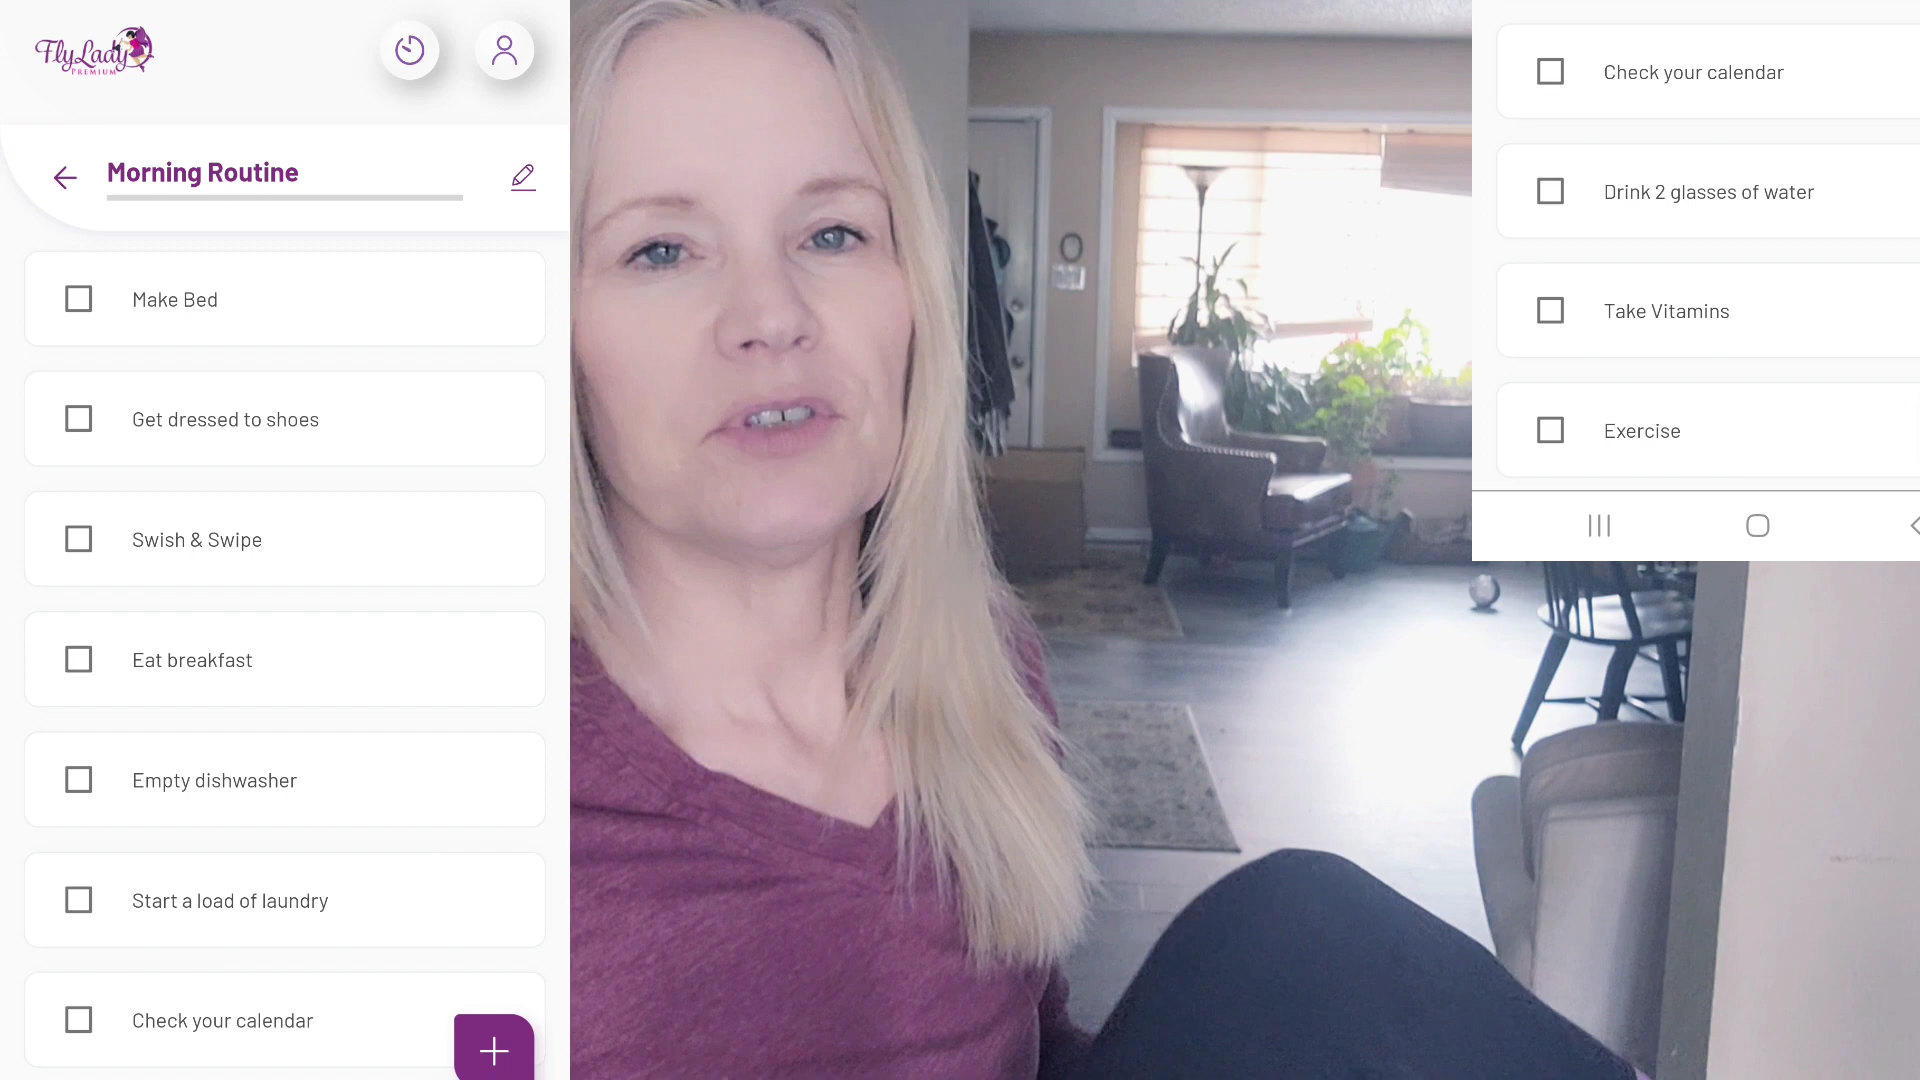 FlyLady
PREMIUM
Morning Routine
Make Bed
Get dressed to shoes
Swish & Swipe
Eat breakfast
Empty dishwasher
Start a load of laundry
Check your calendar
Check your calendar
Drink 2 glasses of water
Take Vitamins
Exercise